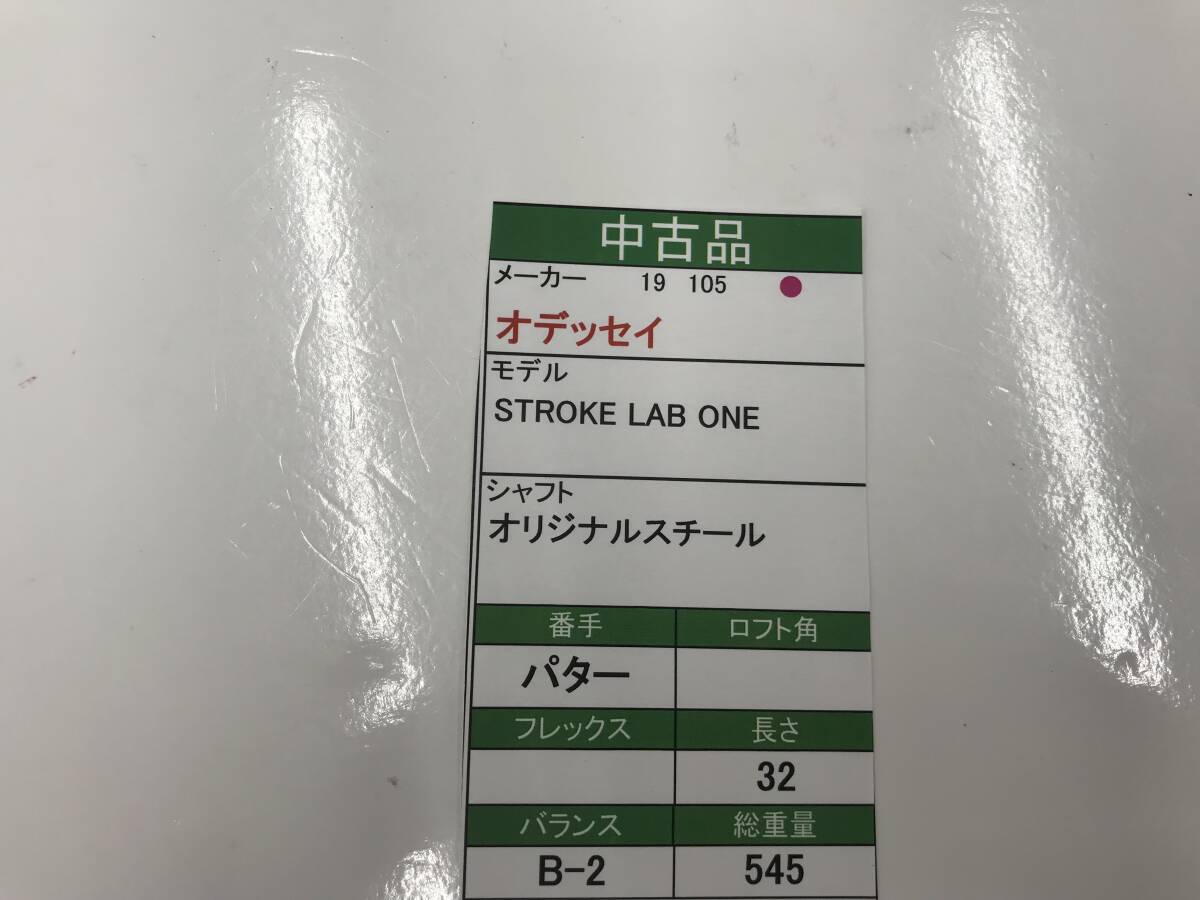 中古品
メーカー 19 105
オデッセイ
モデル
STROKE LAB ONE
シャフト
オリジナルスチール
番手 ロフト角
パター
フレックス 長さ
32
バランス 総重量
B-2 545